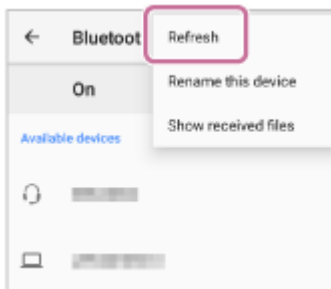 Bluetoot
Refresh
On
Rename this device
Show received files
Available devices